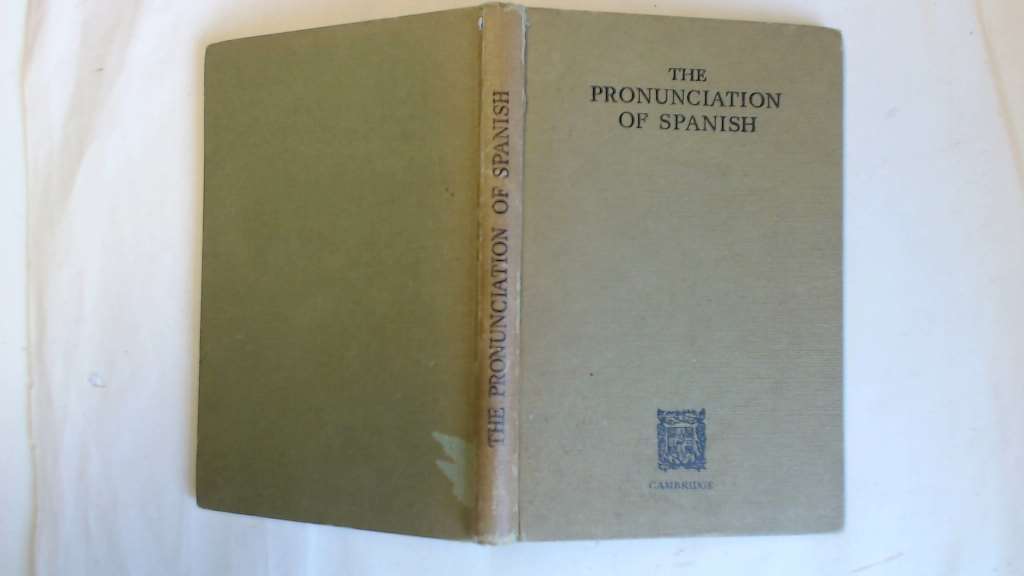 THE PRONUNCIATION OF SPANISH
THE
PRONUNCIATION
OF SPANISH
CAMBRIDGE